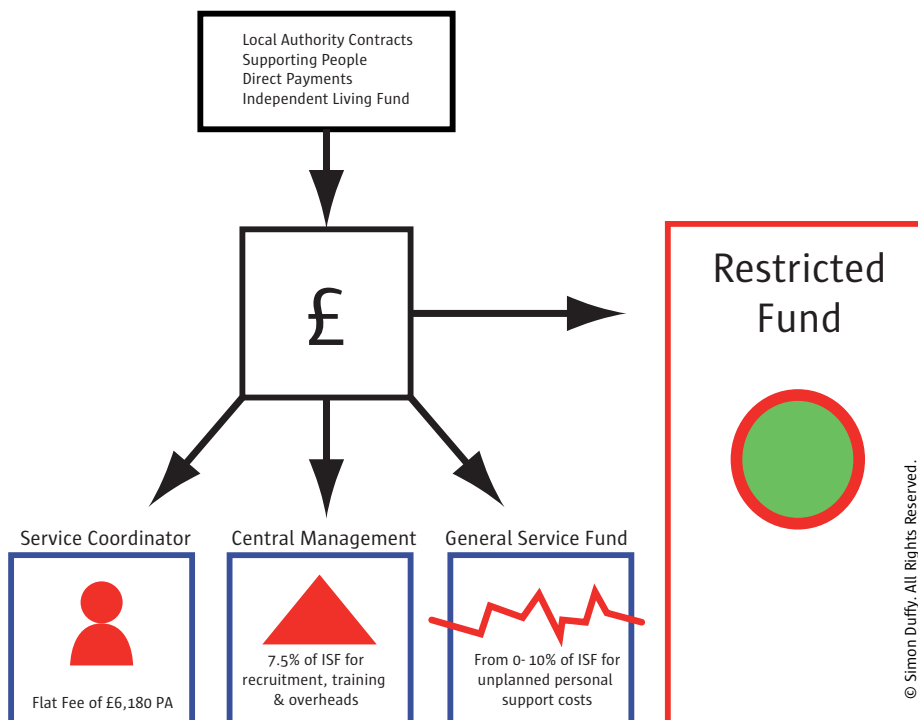 Local Authority Contracts
Supporting People
Direct Payments
Independent Living Fund
£
Restricted
Fund
Service Coordinator
Flat Fee of £6,180 PA
Central Management
7.5% of ISF for
recruitment, training
& overheads
General Service Fund
From 0- 10% of ISF for
unplanned personal
support costs
© Simon Duffy. All Rights Reserved.